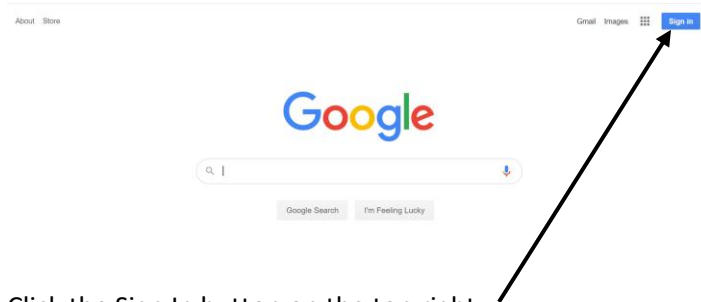 About Store
Gmail Images Sign in
Google
Google Search I'm Feeling Lucky
Click the Sign In button on the top right